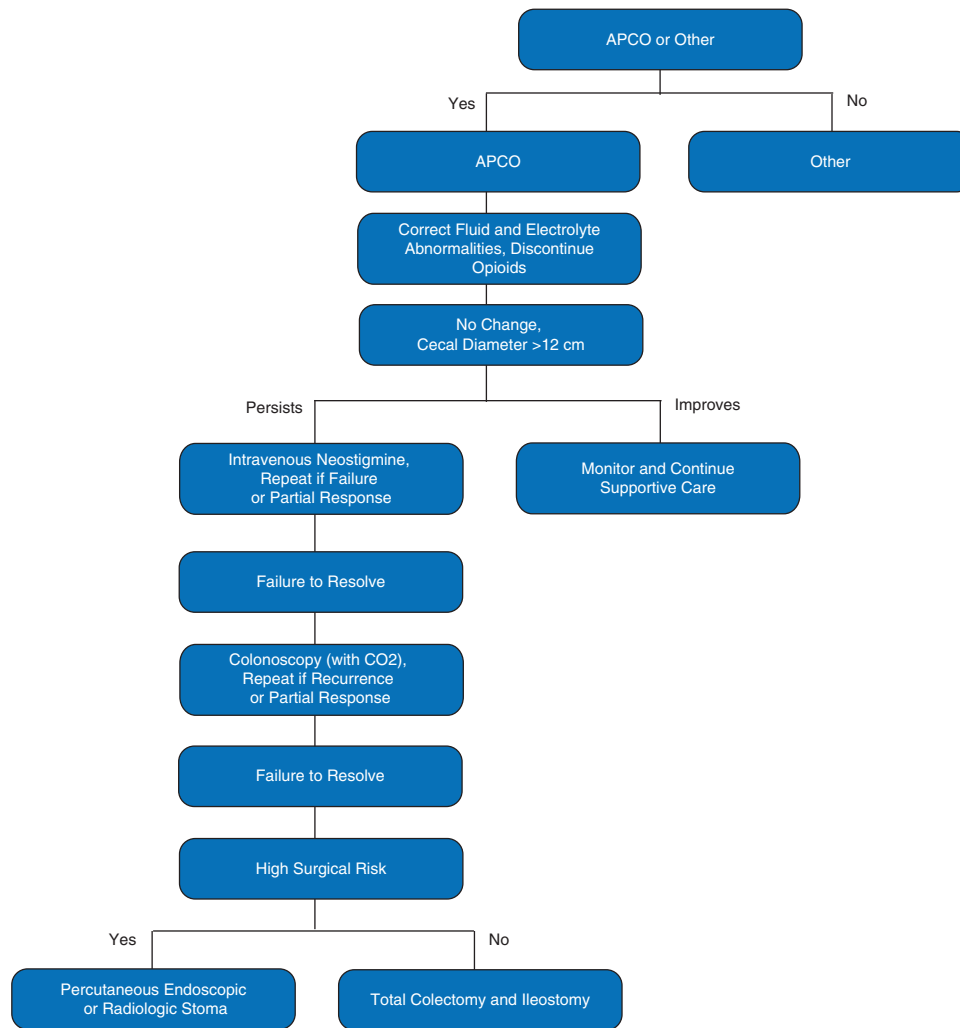 APCO or Other
Yes
No
APCO
Other
Correct Fluid and Electrolyte
Abnormalities, Discontinue
Opioids
No Change,
Cecal Diameter >12 cm
Persists
Improves
Intravenous Neostigmine,
Repeat if Failure
or Partial Response
Monitor and Continue
Supportive Care
Failure to Resolve
Colonoscopy (with CO2),
Repeat if Recurrence
or Partial Response
Failure to Resolve
High Surgical Risk
Yes
No
Percutaneous Endoscopic
or Radiologic Stoma
Total Colectomy and Ileostomy